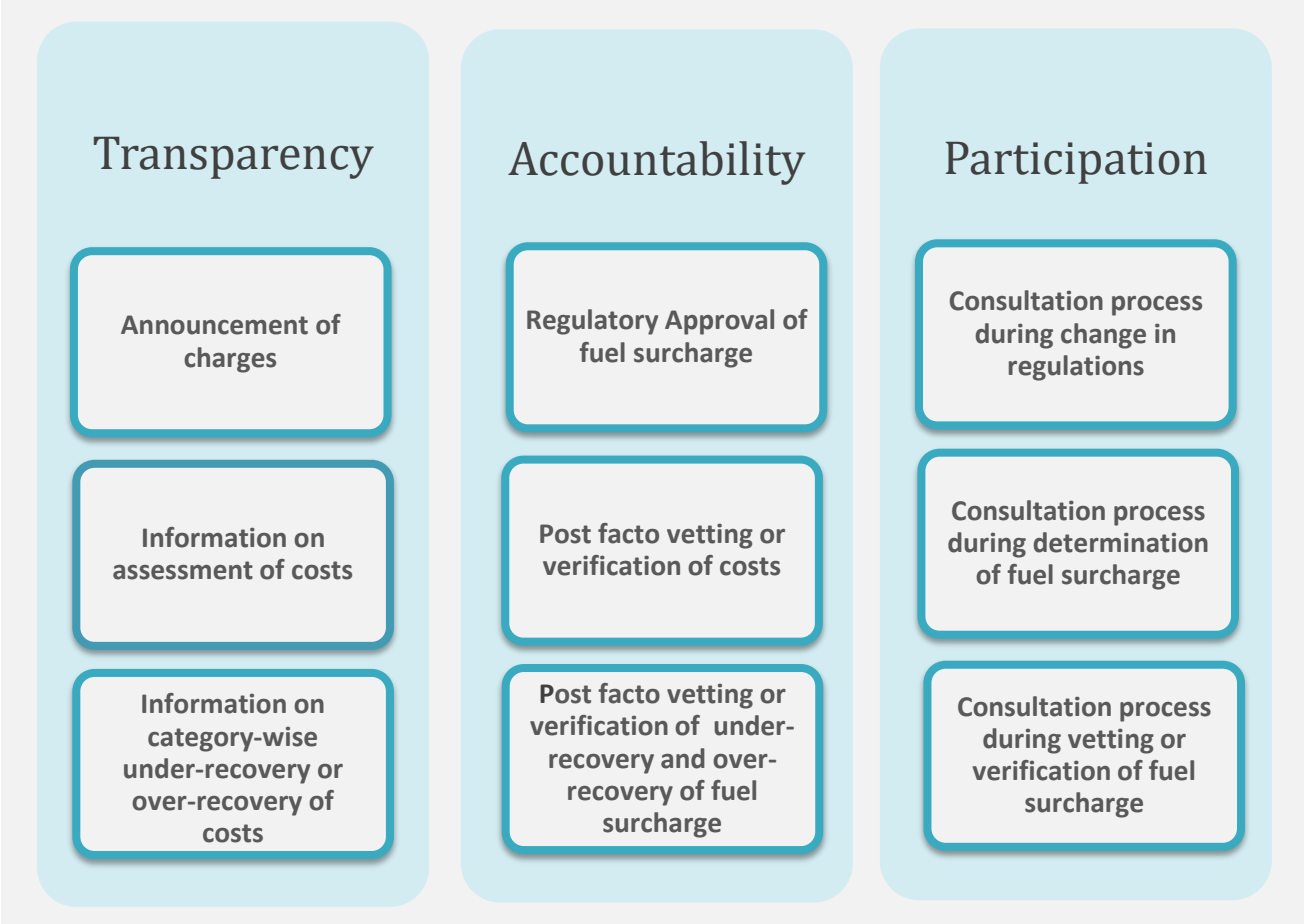 Transparency
Announcement of
charges
Information on
assessment of costs
Information on
category-wise
under-recovery or
over-recovery of
costs
Accountability
Regulatory Approval of
fuel surcharge
Post facto vetting or
verification of costs
Post facto vetting or
verification of  under-
recovery and over-
recovery of fuel
surcharge
Participation
Consultation process
during change in
regulations
Consultation process
during determination
of fuel surcharge
Consultation process
during vetting or
verification of fuel
surcharge